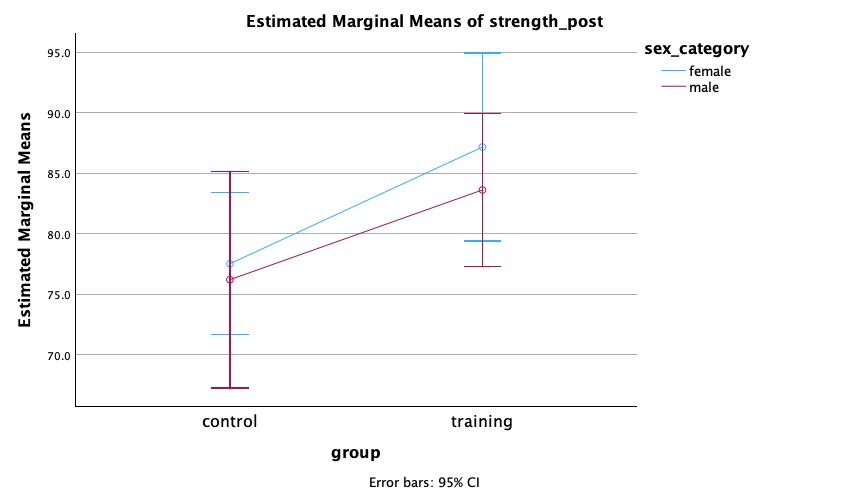 Estimated Marginal Means of strength_post
sex_category
female
male
Estimated Marginal Means
95.0
90.0
85.0
80.0
75.0
70.0
control
training
group
Error bars: 95% CI